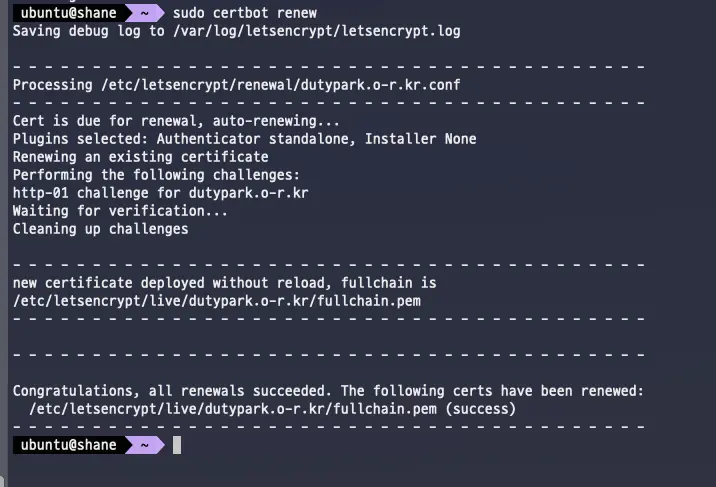 ubuntu@shane ~ sudo certbot renew
Saving debug log to /var/log/letsencrypt/letsencrypt.log
- - - - - - - - - - - - - - - - - - - - - - - - - - - - - - - - - - - - - - - -
Processing /etc/letsencrypt/renewal/dutypark.o-r.kr.conf
- - - - - - - - - - - - - - - - - - - - - - - - - - - - - - - - - - - - - - - -
Cert is due for renewal, auto-renewing...
Plugins selected: Authenticator standalone, Installer None
Renewing an existing certificate
Performing the following challenges:
http-01 challenge for dutypark.o-r.kr
Waiting for verification...
Cleaning up challenges
- - - - - - - - - - - - - - - - - - - - - - - - - - - - - - - - - - - - - - - -
new certificate deployed without reload, fullchain is
/etc/letsencrypt/live/dutypark.o-r.kr/fullchain.pem
- - - - - - - - - - - - - - - - - - - - - - - - - - - - - - - - - - - - - - - -
- - - - - - - - - - - - - - - - - - - - - - - - - - - - - - - - - - - - - - - -
Congratulations, all renewals succeeded. The following certs have been renewed:
/etc/letsencrypt/live/dutypark.o-r.kr/fullchain.pem (success)
- - - - - - - - - - - - - - - - - - - - - - - - - - - - - - - - - - - - - - - -
ubuntu@shane ~